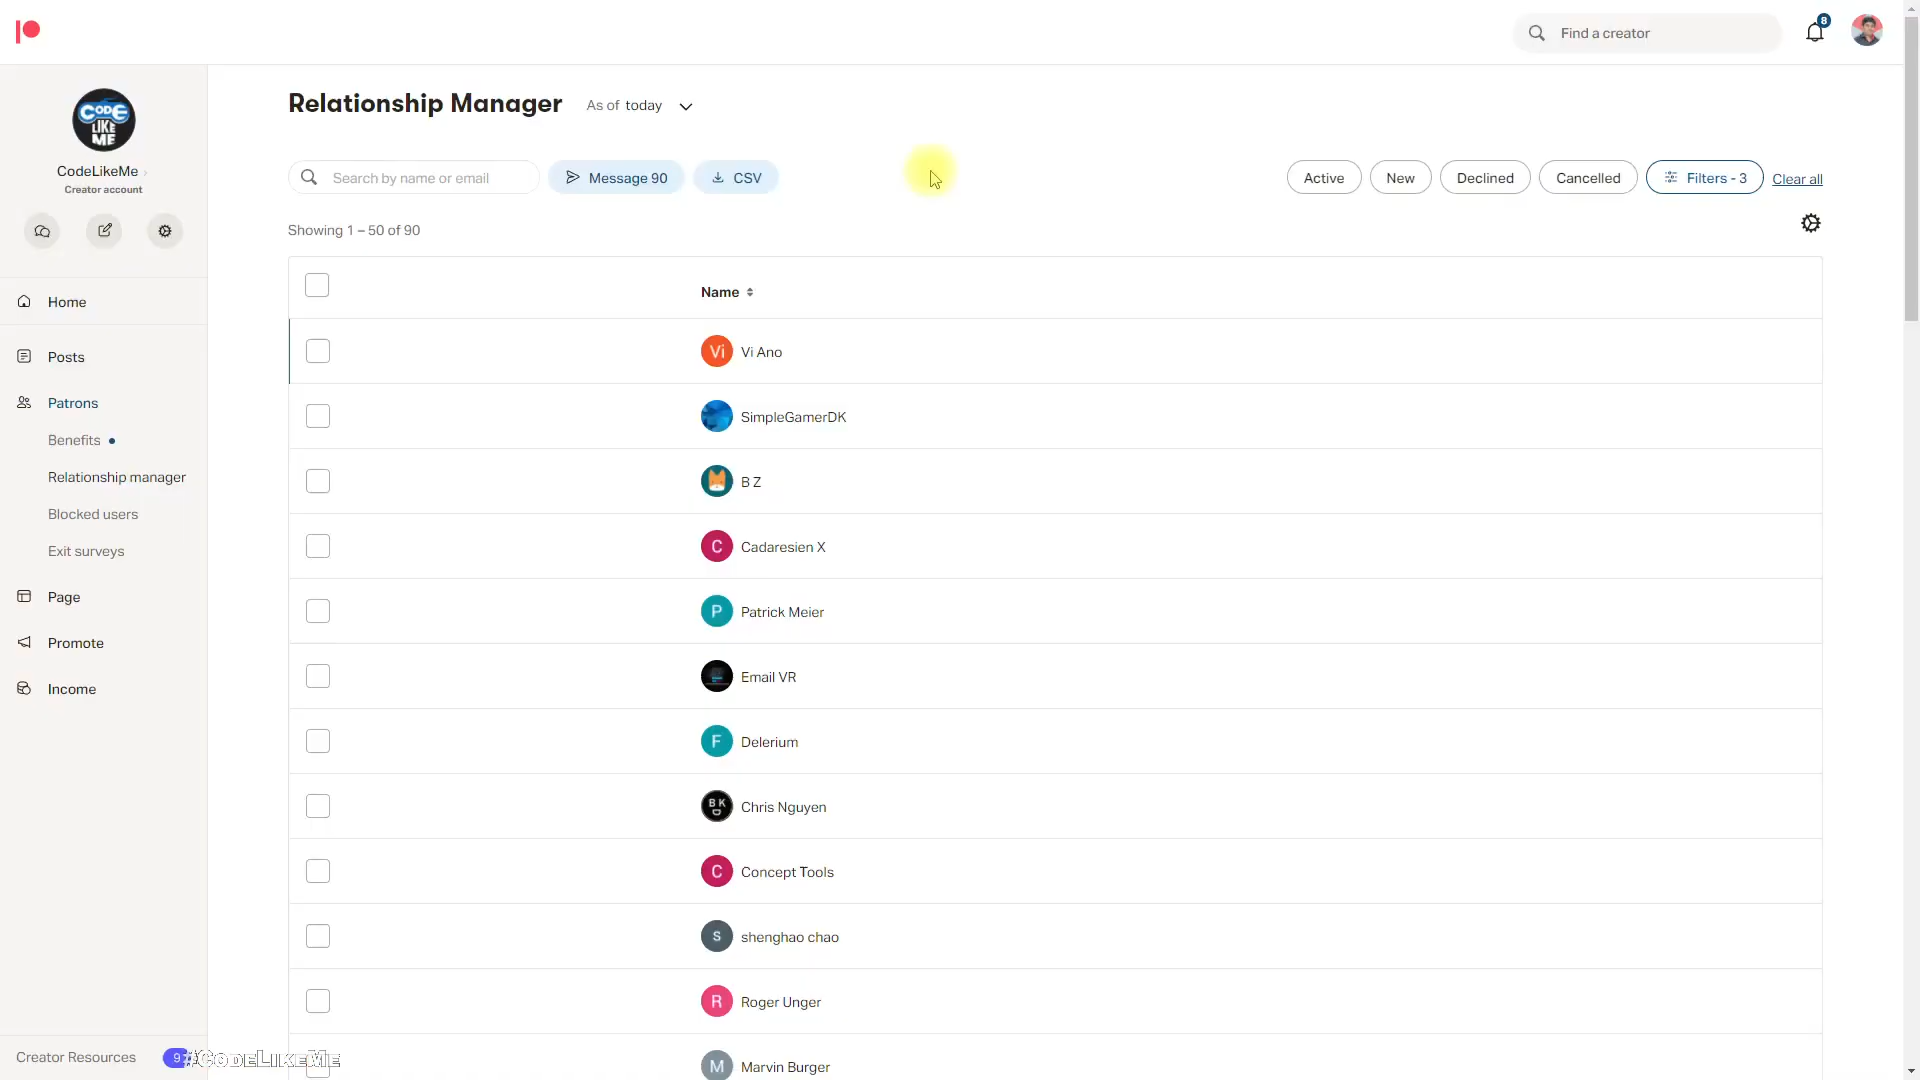 Find a creator
8
CODE
LIKE
ME
CodeLikeMe
Creator account
Relationship Manager
As of today
Search by name or email
Message 90
CSV
Active
New
Declined
Cancelled
Filters - 3
Clear all
Showing 1 – 50 of 90
Home
Posts
Patrons
Benefits
Relationship manager
Blocked users
Exit surveys
Page
Promote
Income
Name
Vi
Vi Ano
SimpleGamerDK
B Z
C
Cadaresien X
P
Patrick Meier
Email VR
F
Delerium
B K
D
Chris Nguyen
C
Concept Tools
S
shenghao chao
R
Roger Unger
M
Marvin Burger
Creator Resources
#CodeLikeMe